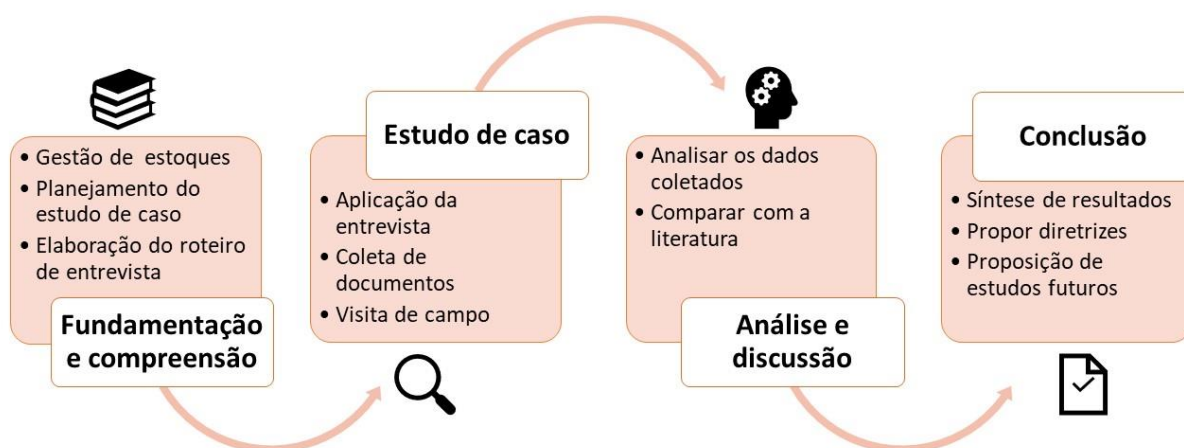 • Gestão de estoques
• Planejamento do
estudo de caso
• Elaboração do roteiro
de entrevista
Fundamentação
e compreensão
Estudo de caso
• Aplicação da
entrevista
• Coleta de
documentos
• Visita de campo
• Analisar os dados
coletados
• Comparar com a
literatura
Análise e
discussão
Conclusão
• Síntese de resultados
• Propor diretrizes
• Proposição de
estudos futuros